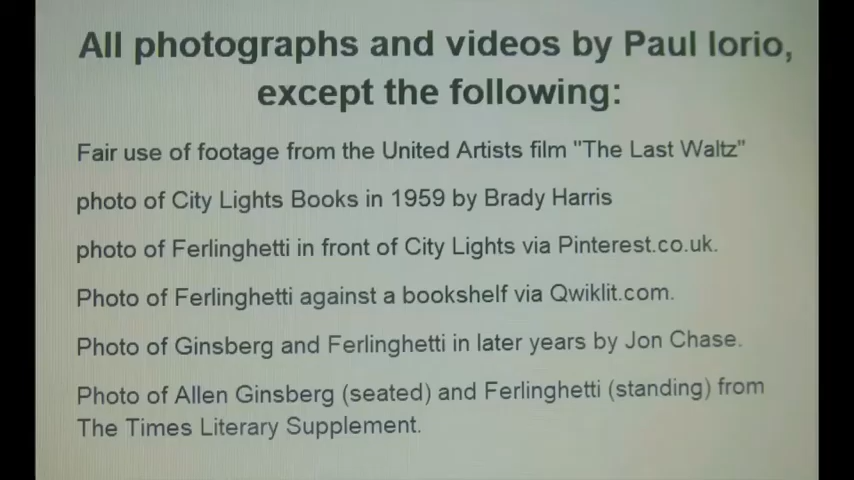 All photographs and videos by Paul Iorio,
except the following:
Fair use of footage from the United Artists film "The Last Waltz"
photo of City Lights Books in 1959 by Brady Harris
photo of Ferlinghetti in front of City Lights via Pinterest.co.uk.
Photo of Ferlinghetti against a bookshelf via Qwiklit.com.
Photo of Ginsberg and Ferlinghetti in later years by Jon Chase.
Photo of Allen Ginsberg (seated) and Ferlinghetti (standing) from
The Times Literary Supplement.